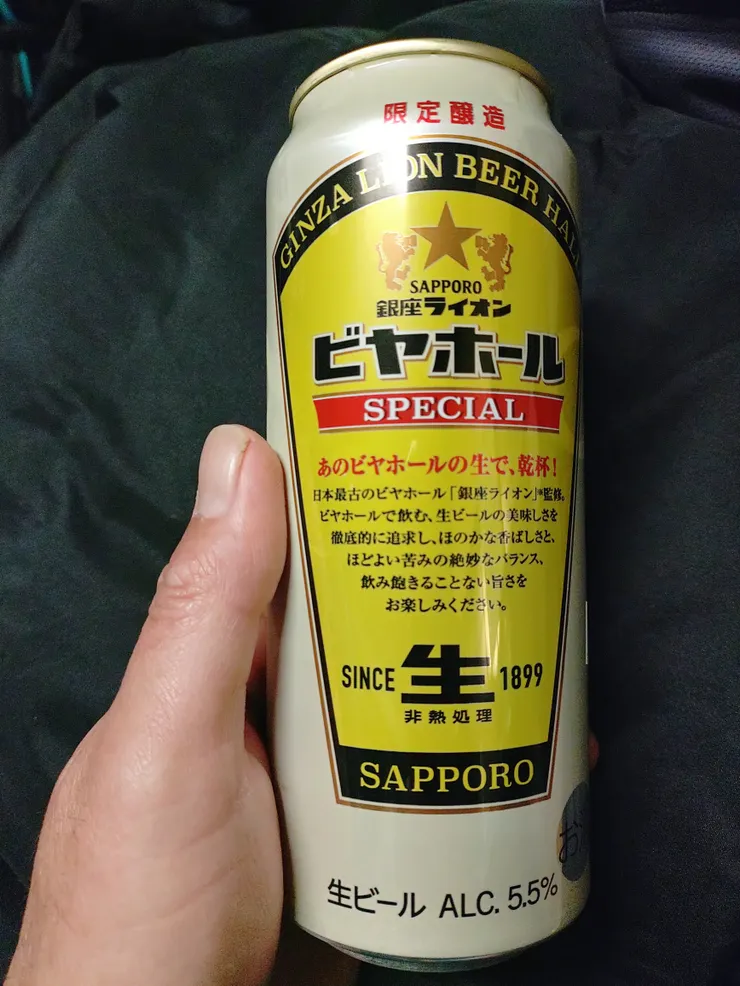 限定醸造
GINZA LION BEER HALL
SAPPORO
銀座ライオン
ビヤホール
SPECIAL
あのビヤホールの生で、乾杯!
日本最古のビヤホール「銀座ライオン」※監修。
ビヤホールで飲む、生ビールの美味しさを
徹底的に追求し、ほのかな香ばしさと、
ほどよい苦みの絶妙なバランス、
飲み飽きることない旨さを
お楽しみください。
SINCE 生 1899
非熱処理
SAPPORO
生ビール ALC. 5.5%
お